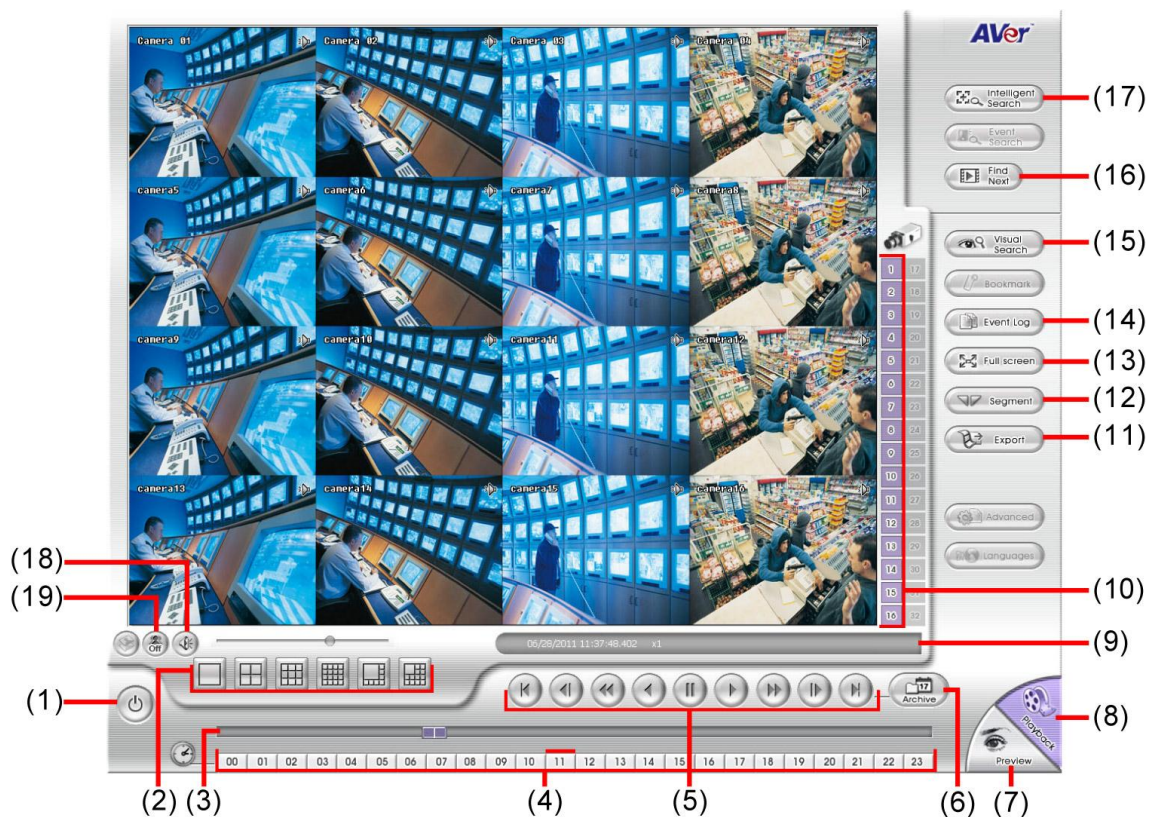 AVer
Camera 01
Camera 02
Camera 03
Camera 04
Intelligent
Search
(17)
Event
Search
Find
Next
(16)
camera5
camera6
camera7
camera8
Visual
Search
(15)
Bookmark
Event Log
(14)
Full screen
(13)
Segment
(12)
Export
(11)
camera9
camera10
camera11
camera12
1 17
2 18
3 19
4 20
5 21
6 22
7 23
8 24
9 25
10 26
11 27
12 28
13 29
14 30
15
16 32
camera13
camera14
camera15
camera16
Advanced
Languages
(10)
(18)
(19)
Off
06/28/2011 11:37:48.402 x1
(9)
(1)
17
Archive
Playback
(8)
Preview
00 01 02 03 04 05 06 07 08 09 10 11 12 13 14 15 16 17 18 19 20 21 22 23
(2) (3) (4) (5) (6) (7)